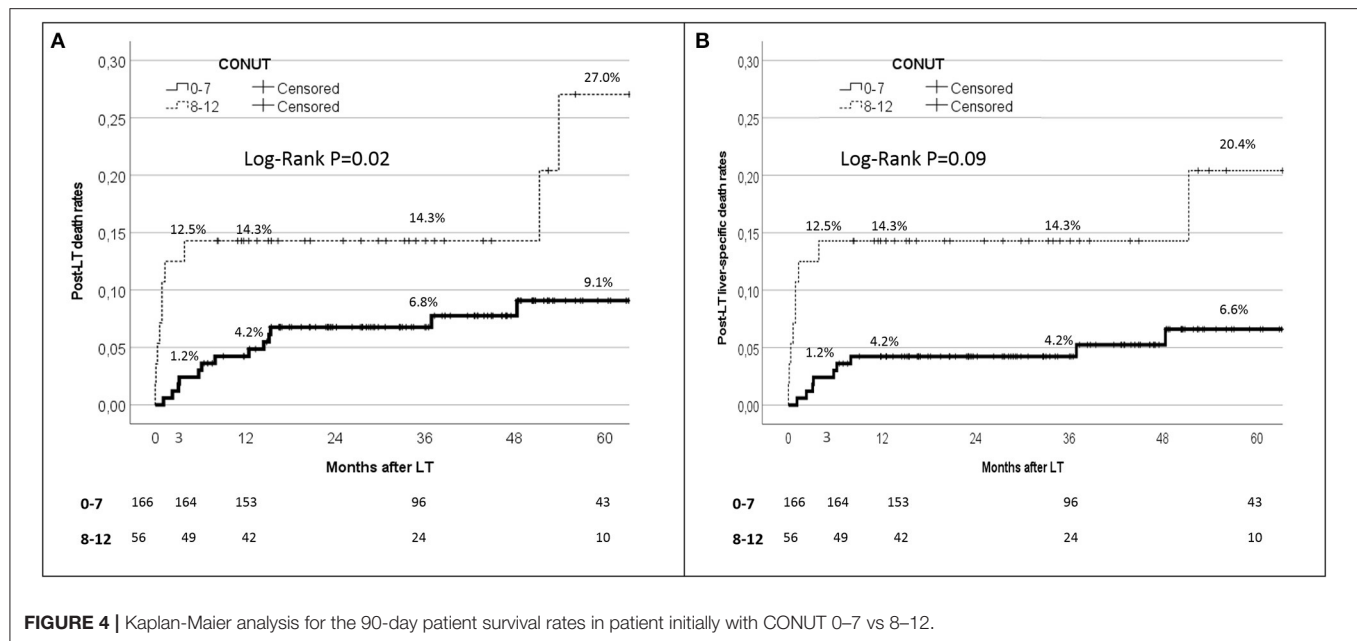 A
CONUT
0-7 Censored
8-12 Censored
0,30
0,25
0,20
0,15
0,10
0,05
0,00
Post-LT death rates
Log-Rank P=0.02
27.0%
12.5% 14.3% 14.3%
9.1%
6.8%
4.2%
1.2%
0 3 12 24 36 48 60
Months after LT
0-7 166 164 153 96 43
8-12 56 49 42 24 10
B
CONUT
0-7 Censored
8-12 Censored
0,30
0,25
0,20
0,15
0,10
0,05
0,00
Post-LT liver-specific death rates
Log-Rank P=0.09
20.4%
12.5% 14.3% 14.3%
6.6%
4.2% 4.2%
1.2%
0 3 12 24 36 48 60
Months after LT
0-7 166 164 153 96 43
8-12 56 49 42 24 10
FIGURE 4 | Kaplan-Maier analysis for the 90-day patient survival rates in patient initially with CONUT 0–7 vs 8–12.